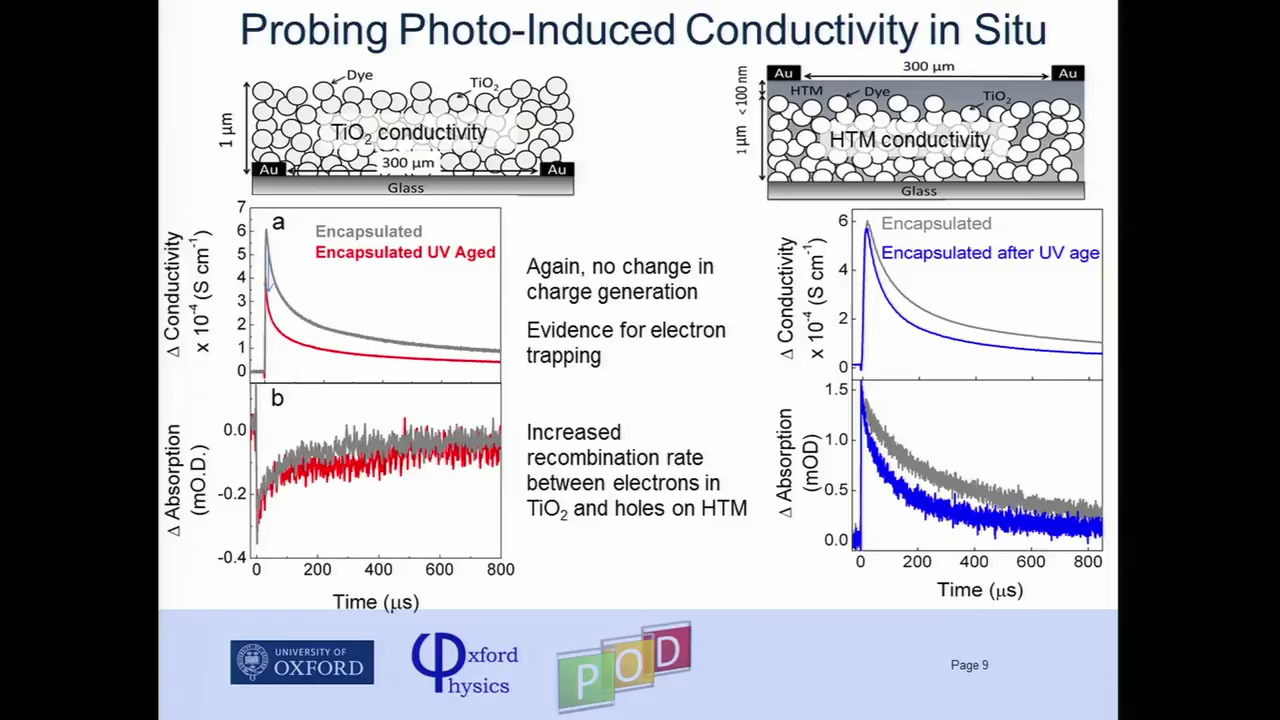 Probing Photo-Induced Conductivity in Situ
Dye
TiO2
TiO2 conductivity
1 µm
300 µm
Au
Au
Glass
Au
300 µm
Au
<100 nm
HTM
Dye
TiO2
1 µm
HTM conductivity
Glass
a
Encapsulated
Encapsulated UV Aged
Δ Conductivity
x 10-4 (S cm-1)
7
6
5
4
3
2
1
0
b
Δ Absorption
(mO.D.)
0.0
-0.2
-0.4
0 200 400 600 800
Time (µs)
Again, no change in
charge generation
Evidence for electron
trapping
Increased
recombination rate
between electrons in
TiO2 and holes on HTM
Encapsulated
Encapsulated after UV age
Δ Conductivity
x 10-4 (S cm-1)
6
4
2
0
Δ Absorption
(mOD)
1.5
1.0
0.5
0.0
0 200 400 600 800
Time (µs)
UNIVERSITY OF
OXFORD
Oxford
Physics
POD
Page 9